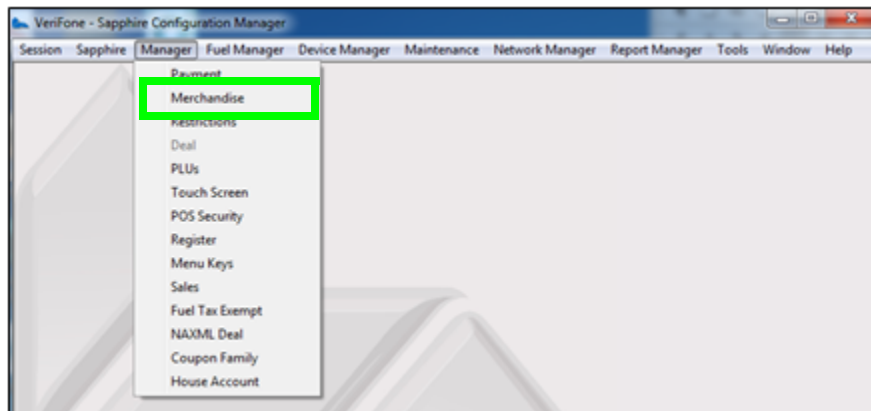 VeriFone - Sapphire Configuration Manager
Session Sapphire Manager Fuel Manager Device Manager Maintenance Network Manager Report Manager Tools Window Help
Payment
Merchandise
Restrictions
Deal
PLUs
Touch Screen
POS Security
Register
Menu Keys
Sales
Fuel Tax Exempt
NAXML Deal
Coupon Family
House Account